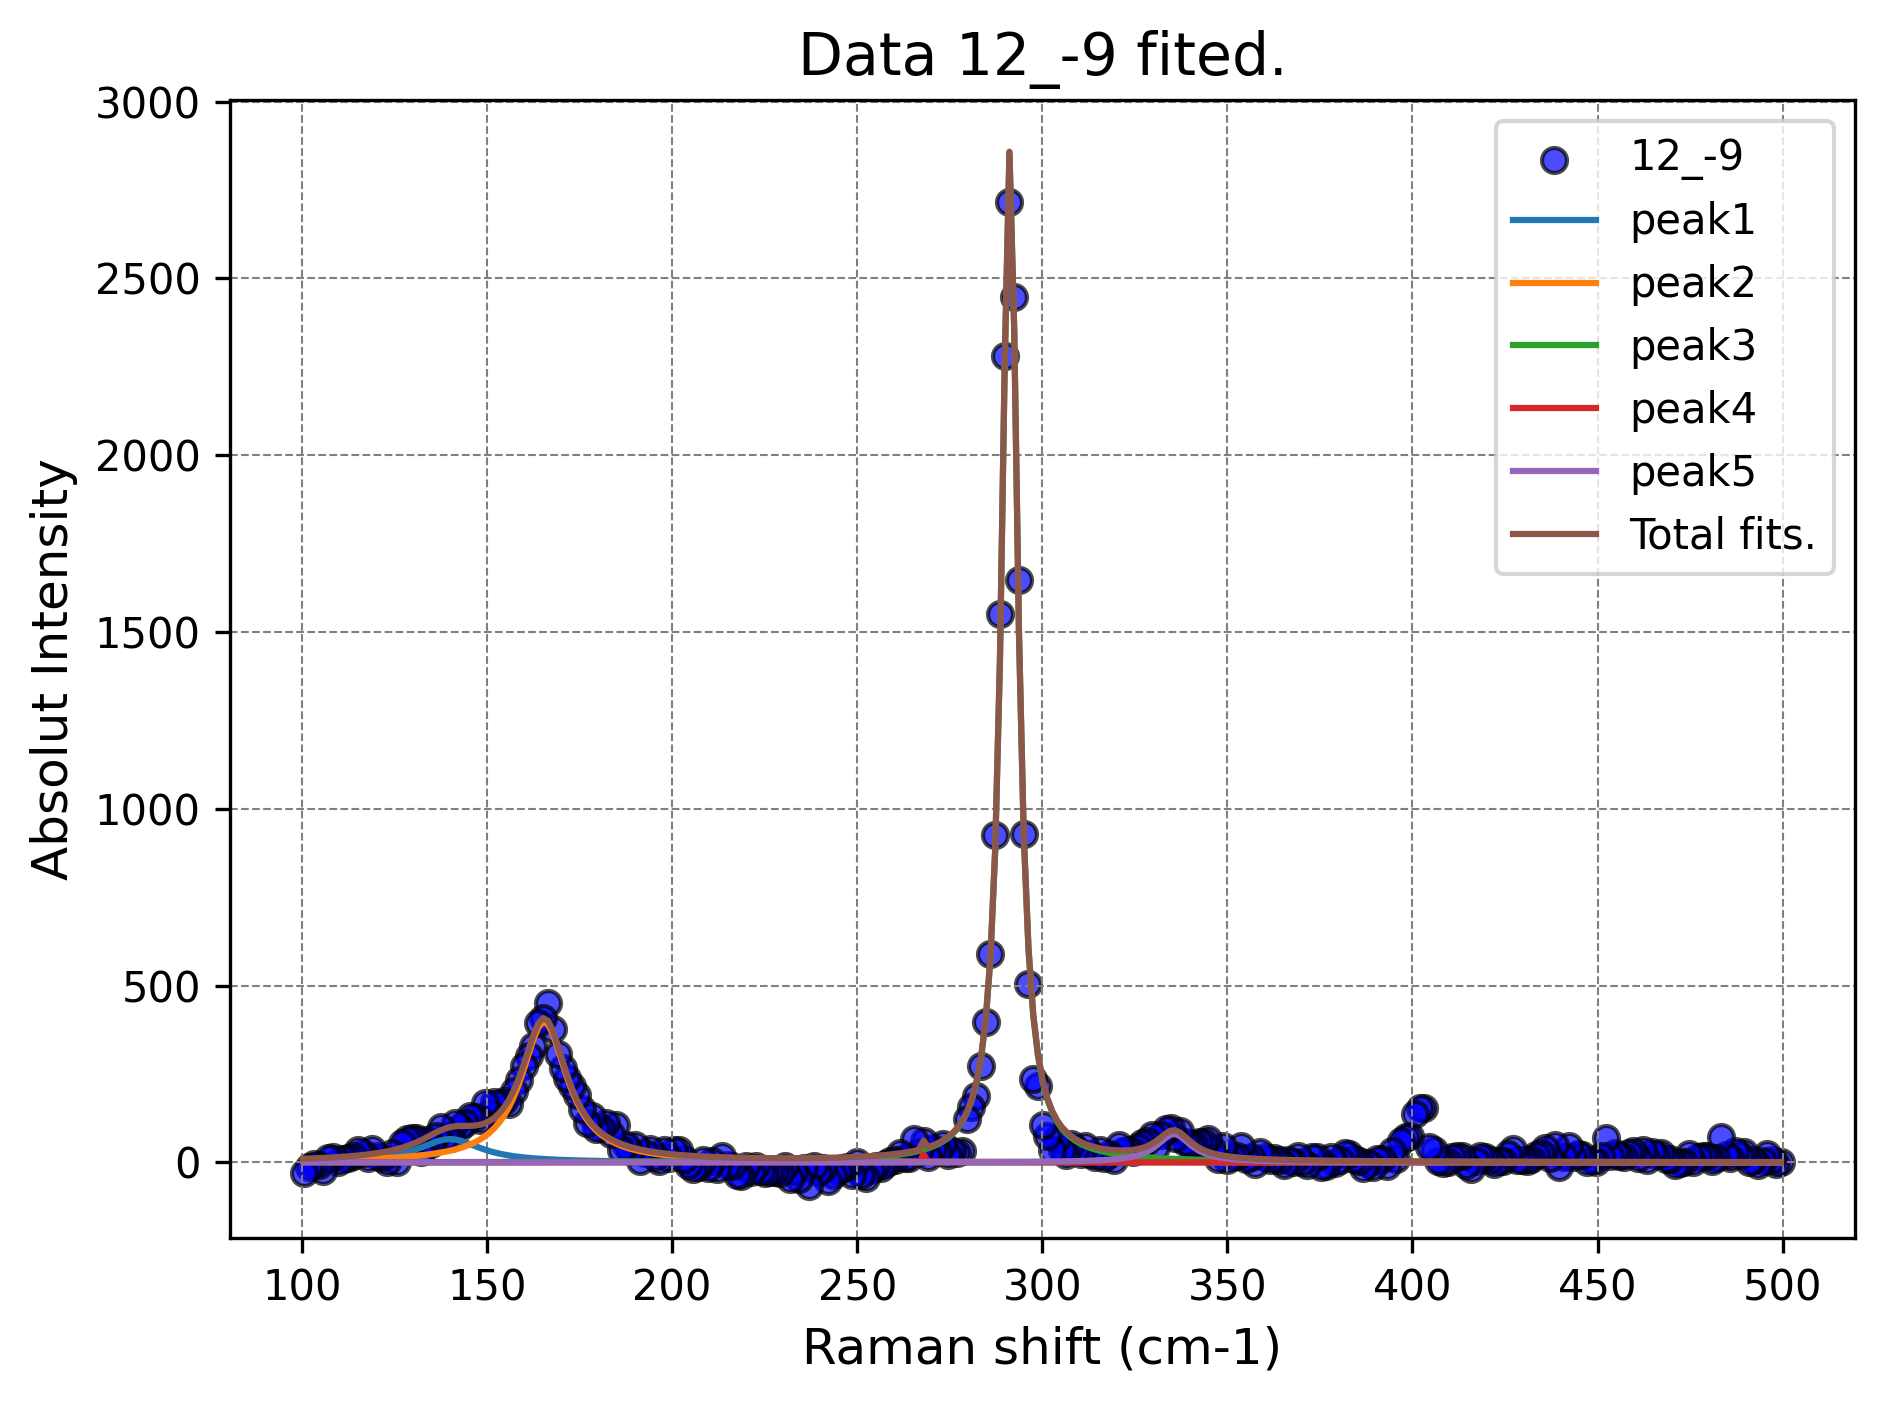 Data 12_-9 fited.
3000
2500
2000
1500
1000
500
0
Absolut Intensity
12_-9
peak1
peak2
peak3
peak4
peak5
Total fits.
100 150 200 250 300 350 400 450 500
Raman shift (cm-1)